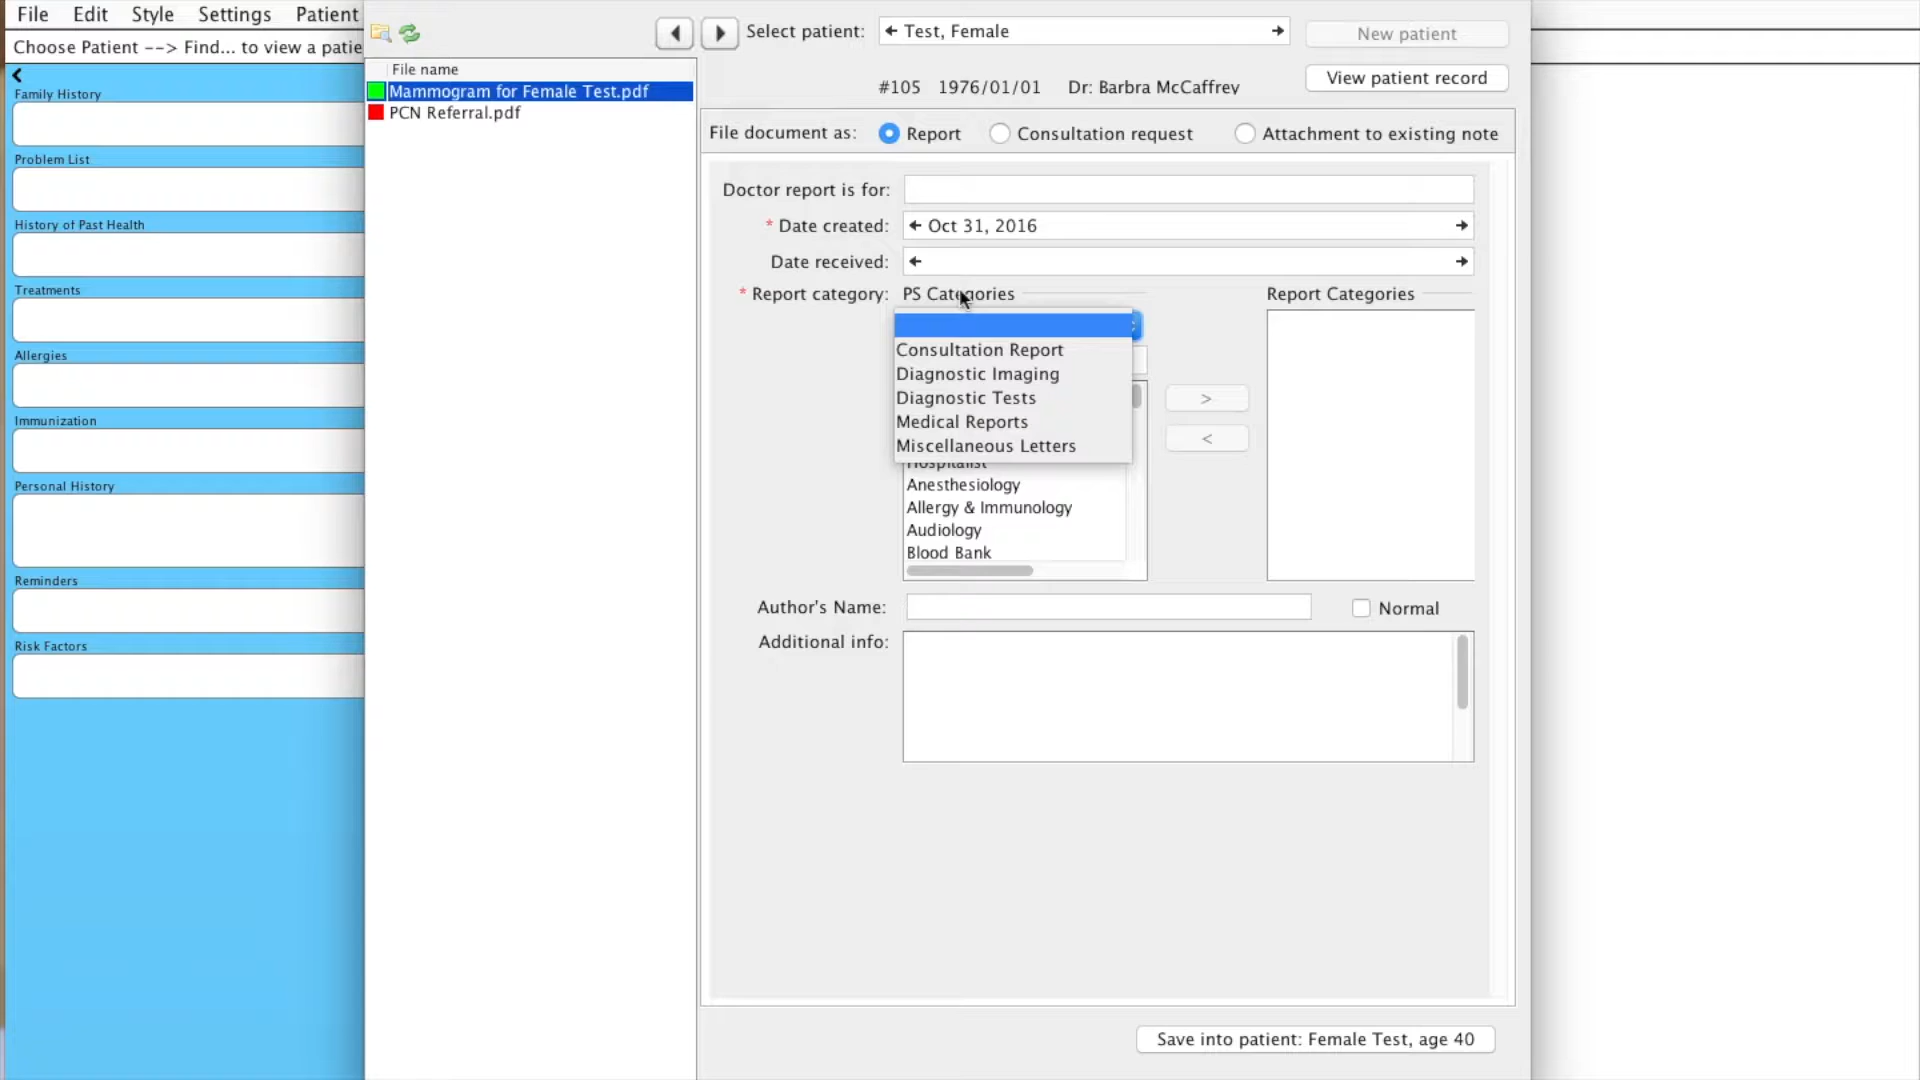 File Edit Style Settings Patient
Choose Patient --> Find... to view a patie
Family History
Problem List
History of Past Health
Treatments
Allergies
Immunization
Personal History
Reminders
Risk Factors
File name
Mammogram for Female Test.pdf
PCN Referral.pdf
Select patient: Test, Female
New patient
#105 1976/01/01 Dr: Barbra McCaffrey
View patient record
File document as: Report Consultation request Attachment to existing note
Doctor report is for:
* Date created: Oct 31, 2016
Date received:
* Report category: PS Categories
Report Categories
Consultation Report
Diagnostic Imaging
Diagnostic Tests
Medical Reports
Miscellaneous Letters
Hospitalist
Anesthesiology
Allergy & Immunology
Audiology
Blood Bank
>
<
Author's Name:
Normal
Additional info:
Save into patient: Female Test, age 40